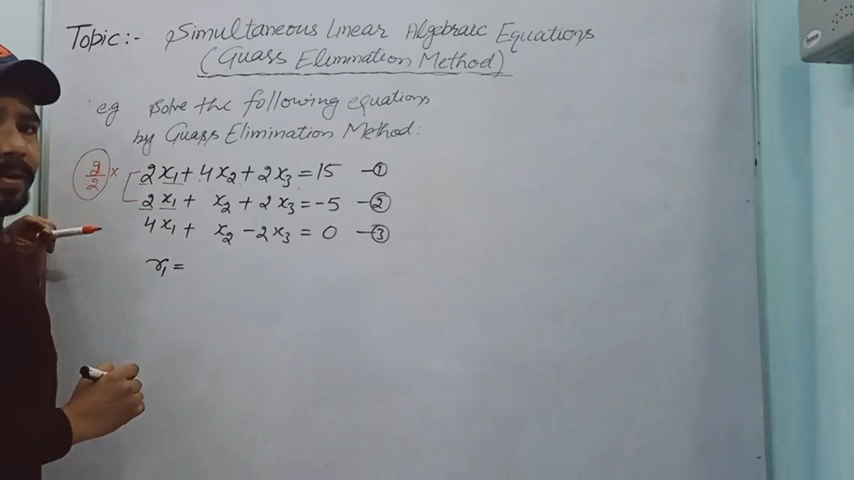 Topic:- Simultaneous Linear Algebraic Equations
(Guass Elimination Method)
e.g Solve the following equations
by Guass Elimination Method:
2/2 × 2x₁ + 4x₂ + 2x₃ = 15 —①
2x₁ + x₂ + 2x₃ = -5 —②
4x₁ + x₂ - 2x₃ = 0 —③
r₁ =